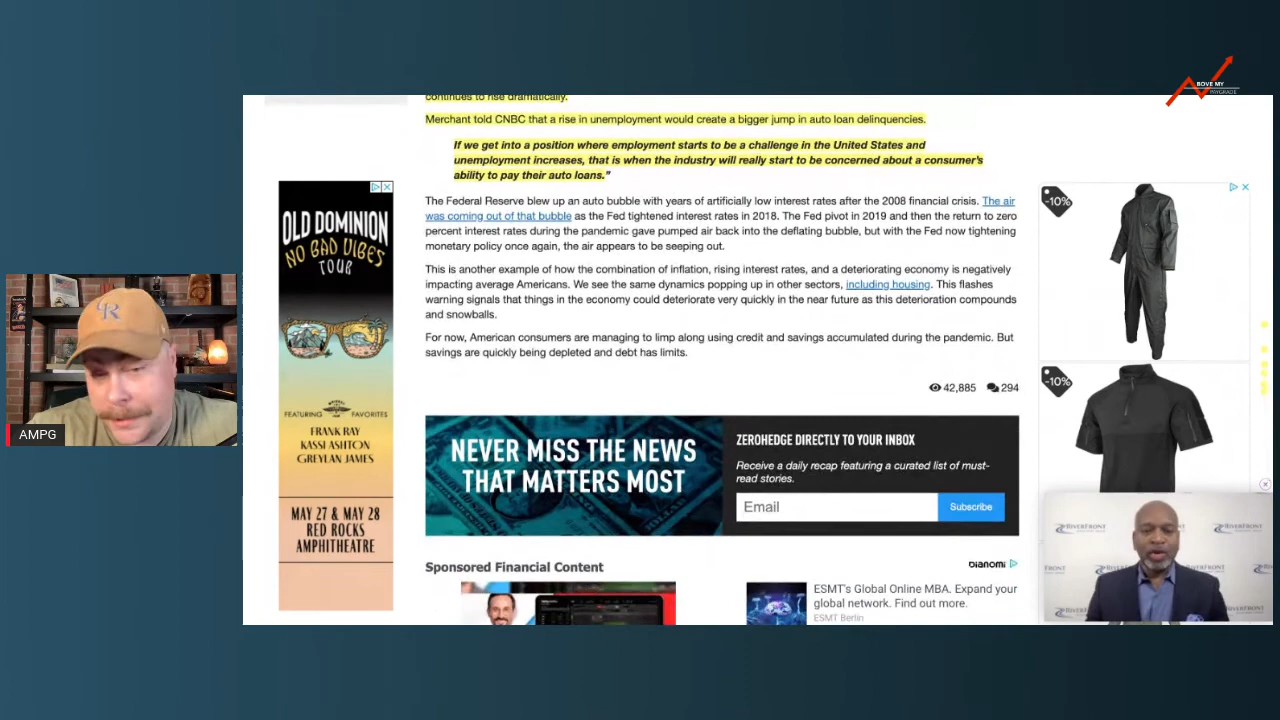 BOVE MY
PAYGRADE
continues to rise dramatically.
Merchant told CNBC that a rise in unemployment would create a bigger jump in auto loan delinquencies.
If we get into a position where employment starts to be a challenge in the United States and
unemployment increases, that is when the industry will really start to be concerned about a consumer's
ability to pay their auto loans."
The Federal Reserve blew up an auto bubble with years of artificially low interest rates after the 2008 financial crisis. The air
was coming out of that bubble as the Fed tightened interest rates in 2018. The Fed pivot in 2019 and then the return to zero
percent interest rates during the pandemic gave pumped air back into the deflating bubble, but with the Fed now tightening
monetary policy once again, the air appears to be seeping out.
This is another example of how the combination of inflation, rising interest rates, and a deteriorating economy is negatively
impacting average Americans. We see the same dynamics popping up in other sectors, including housing. This flashes
warning signals that things in the economy could deteriorate very quickly in the near future as this deterioration compounds
and snowballs.
For now, American consumers are managing to limp along using credit and savings accumulated during the pandemic. But
savings are quickly being depleted and debt has limits.
42,885 294
OLD DOMINION
NO BAD VIBES
TOUR
FEATURING FAVORITES
FRANK RAY
KASSI ASHTON
GREYLAN JAMES
MAY 27 & MAY 28
RED ROCKS
AMPHITHEATRE
-10%
-10%
AMPG
NEVER MISS THE NEWS
THAT MATTERS MOST
ZEROHEDGE DIRECTLY TO YOUR INBOX
Receive a daily recap featuring a curated list of must-
read stories.
Email
Subscribe
Sponsored Financial Content
bianomi
ESMT's Global Online MBA. Expand your
global network. Find out more.
ESMT Berlin
RIVERFRONT
RIVERFRONT
FRONT
RIVERFRONT